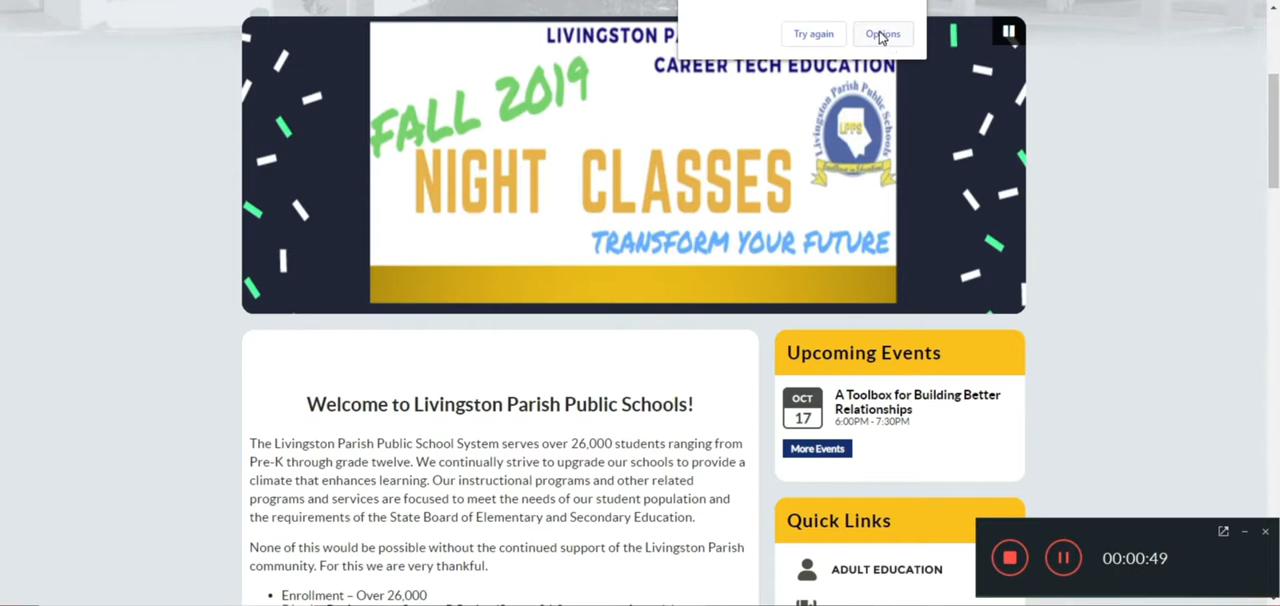 Try again
Options
LIVINGSTON P
CAREER TECH EDUCATION
FALL 2019
NIGHT CLASSES
TRANSFORM YOUR FUTURE
Livingston Parish Public Schools
LPPS
Welcome to Livingston Parish Public Schools!
The Livingston Parish Public School System serves over 26,000 students ranging from
Pre-K through grade twelve. We continually strive to upgrade our schools to provide a
climate that enhances learning. Our instructional programs and other related
programs and services are focused to meet the needs of our student population and
the requirements of the State Board of Elementary and Secondary Education.
None of this would be possible without the continued support of the Livingston Parish
community. For this we are very thankful.
• Enrollment – Over 26,000
Upcoming Events
OCT
17
A Toolbox for Building Better
Relationships
6:00PM - 7:30PM
More Events
Quick Links
ADULT EDUCATION
00:00:49